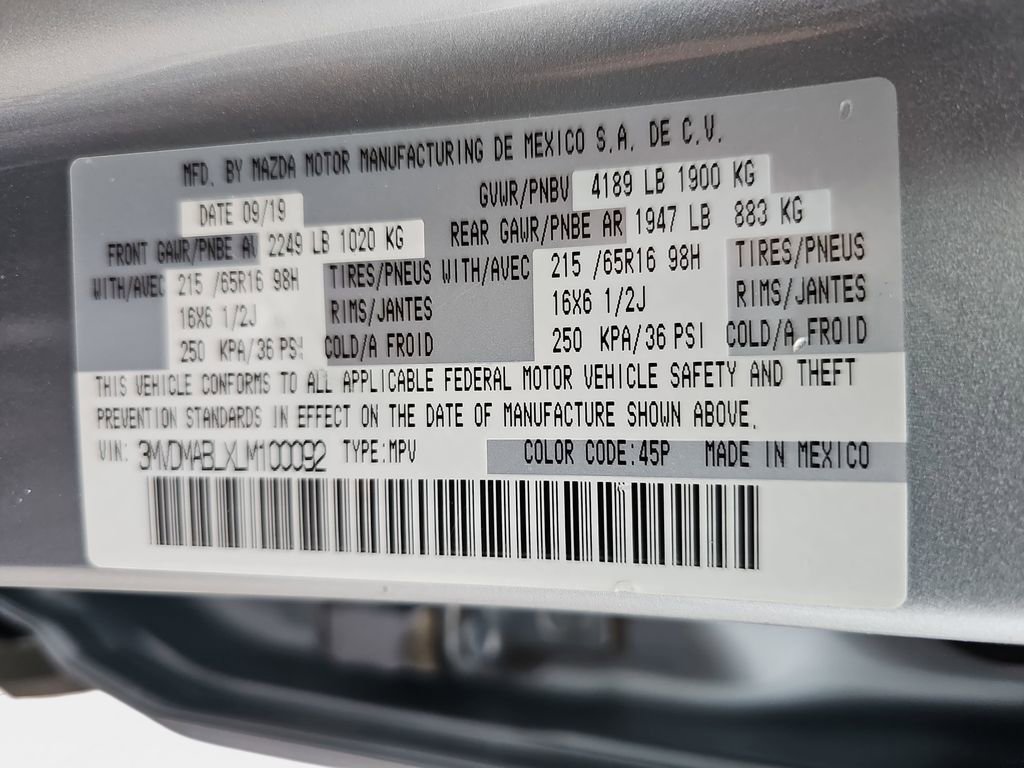 MFD. BY MAZDA MOTOR MANUFACTURING DE MEXICO S.A. DE C.V.
DATE 09/19 GVWR/PNBV 4189 LB 1900 KG
FRONT GAWR/PNBE AV 2249 LB 1020 KG REAR GAWR/PNBE AR 1947 LB 883 KG
WITH/AVEC 215 /65R16 98H TIRES/PNEUS WITH/AVEC 215 /65R16 98H TIRES/PNEUS
16X6 1/2J RIMS/JANTES 16X6 1/2J RIMS/JANTES
250 KPA/36 PSI COLD/A FROID 250 KPA/36 PSI COLD/A FROID
THIS VEHICLE CONFORMS TO ALL APPLICABLE FEDERAL MOTOR VEHICLE SAFETY AND THEFT
PREVENTION STANDARDS IN EFFECT ON THE DATE OF MANUFACTURE SHOWN ABOVE.
VIN: 3MVDMABLXLM100092 TYPE:MPV COLOR CODE:45P MADE IN MEXICO